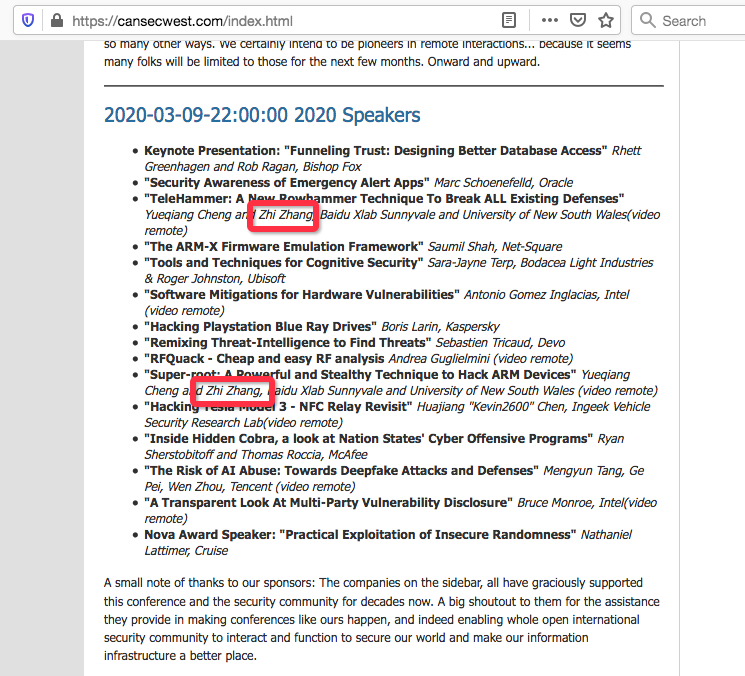 https://cansecwest.com/index.html
Search
so many other ways. We certainly intend to be pioneers in remote interactions... because it seems
many folks will be limited to those for the next few months. Onward and upward.
2020-03-09-22:00:00 2020 Speakers
• Keynote Presentation: "Funneling Trust: Designing Better Database Access" Rhett
Greenhagen and Rob Ragan, Bishop Fox
• "Security Awareness of Emergency Alert Apps" Marc Schoenefelld, Oracle
• "TeleHammer: A New Rowhammer Technique To Break ALL Existing Defenses"
Yueqiang Cheng and Zhi Zhang, Baidu Xlab Sunnyvale and University of New South Wales(video
remote)
• "The ARM-X Firmware Emulation Framework" Saumil Shah, Net-Square
• "Tools and Techniques for Cognitive Security" Sara-Jayne Terp, Bodacea Light Industries
& Roger Johnston, Ubisoft
• "Software Mitigations for Hardware Vulnerabilities" Antonio Gomez Inglacias, Intel
(video remote)
• "Hacking Playstation Blue Ray Drives" Boris Larin, Kaspersky
• "Remixing Threat-Intelligence to Find Threats" Sebastien Tricaud, Devo
• "RFQuack - Cheap and easy RF analysis Andrea Guglielmini (video remote)
• "Super-root: A Powerful and Stealthy Technique to Hack ARM Devices" Yueqiang
Cheng and Zhi Zhang, Baidu Xlab Sunnyvale and University of New South Wales (video remote)
• "Hacking Tesla Model 3 - NFC Relay Revisit" Huajiang "Kevin2600" Chen, Ingeek Vehicle
Security Research Lab(video remote)
• "Inside Hidden Cobra, a look at Nation States' Cyber Offensive Programs" Ryan
Sherstobitoff and Thomas Roccia, McAfee
• "The Risk of AI Abuse: Towards Deepfake Attacks and Defenses" Mengyun Tang, Ge
Pei, Wen Zhou, Tencent (video remote)
• "A Transparent Look At Multi-Party Vulnerability Disclosure" Bruce Monroe, Intel(video
remote)
• Nova Award Speaker: "Practical Exploitation of Insecure Randomness" Nathaniel
Lattimer, Cruise
A small note of thanks to our sponsors: The companies on the sidebar, all have graciously supported
this conference and the security community for decades now. A big shoutout to them for the assistance
they provide in making conferences like ours happen, and indeed enabling whole open international
security community to interact and function to secure our world and make our information
infrastructure a better place.